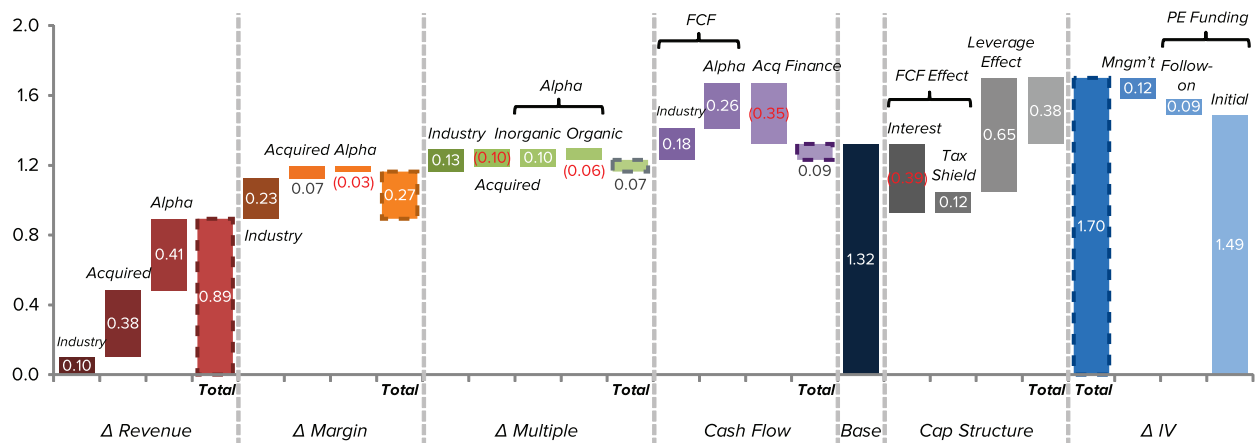 2.0
1.6
1.2
0.8
0.4
0.0
Industry
0.10
Acquired
0.38
Alpha
0.41
0.89
Total
Δ Revenue
0.23
Industry
Acquired
0.07
Alpha
(0.03)
0.27
Total
Δ Margin
Alpha
Industry
0.13
(0.10)
Acquired
Inorganic
0.10
Organic
(0.06)
0.07
Total
Δ Multiple
FCF
Industry
0.18
Alpha
0.26
Acq Finance
(0.35)
0.09
Total
Cash Flow
1.32
Base
FCF Effect
Interest
(0.39)
Tax
Shield
0.12
Leverage
Effect
0.65
0.38
Total
Cap Structure
1.70
Total
Mngm't
0.12
PE Funding
Follow-
on
0.09
Initial
1.49
Δ IV